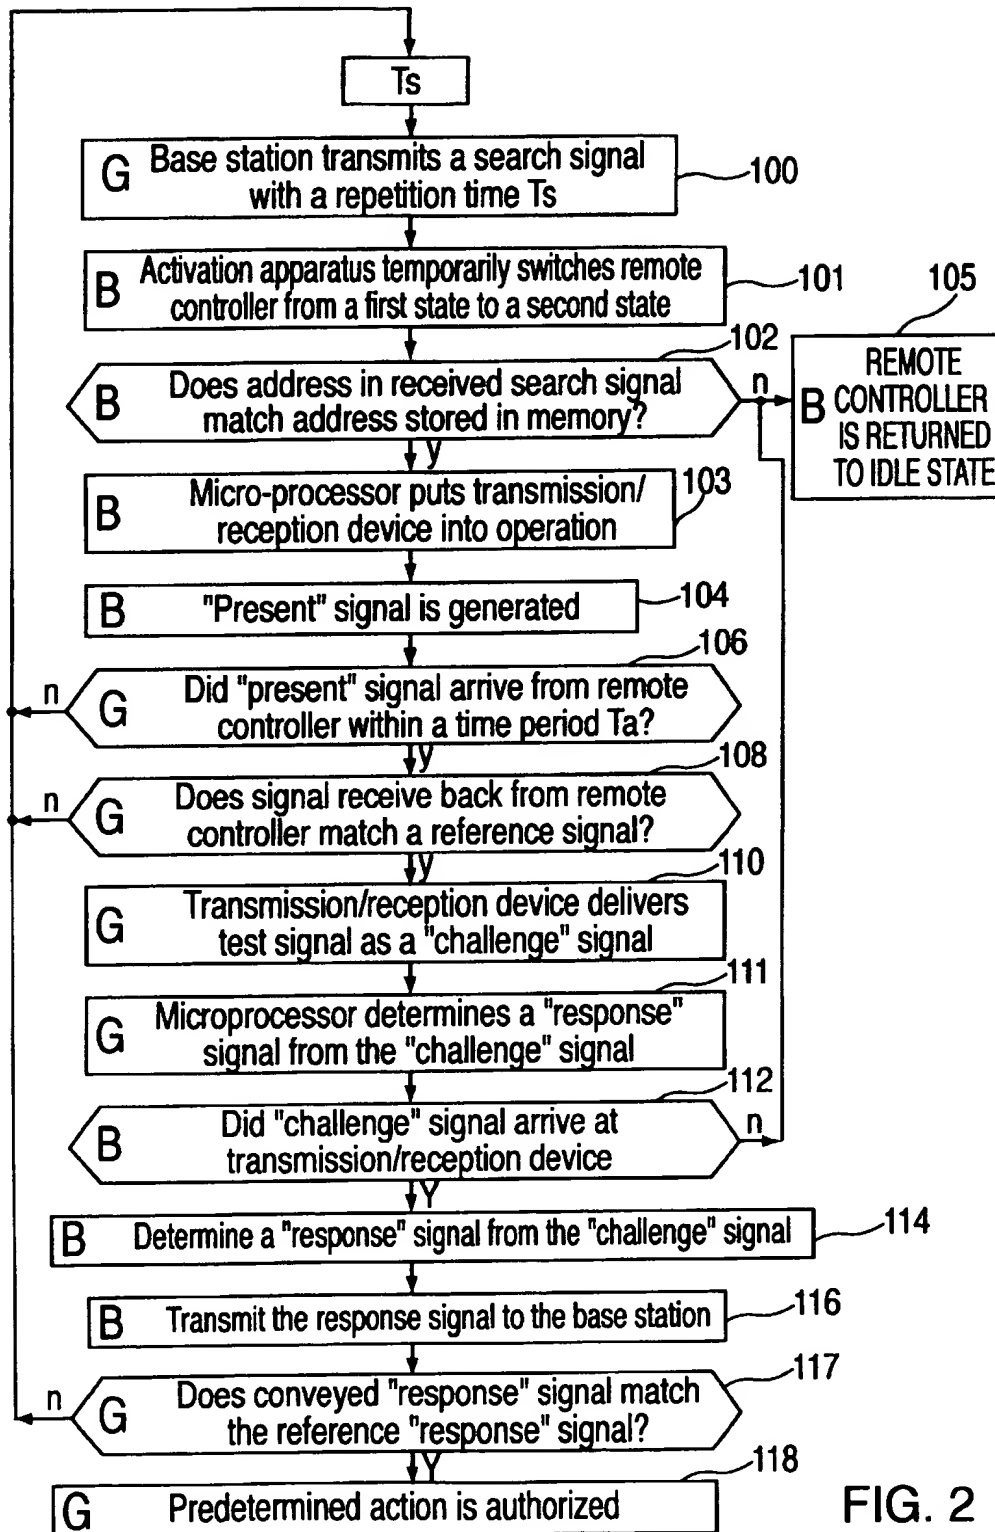 Ts
G Base station transmits a search signal
with a repetition time Ts
100
B Activation apparatus temporarily switches remote
controller from a first state to a second state
101
102
B Does address in received search signal
match address stored in memory?
n
y
105
B REMOTE
CONTROLLER
IS RETURNED
TO IDLE STATE
B Micro-processor puts transmission/
reception device into operation
103
B "Present" signal is generated
104
106
n
G Did "present" signal arrive from remote
controller within a time period Ta?
y
108
n
G Does signal receive back from remote
controller match a reference signal?
y
110
G Transmission/reception device delivers
test signal as a "challenge" signal
111
G Microprocessor determines a "response"
signal from the "challenge" signal
112
B Did "challenge" signal arrive at
transmission/reception device
n
Y
B Determine a "response" signal from the "challenge" signal
114
B Transmit the response signal to the base station
116
117
n
G Does conveyed "response" signal match
the reference "response" signal?
Y
118
G Predetermined action is authorized
FIG. 2